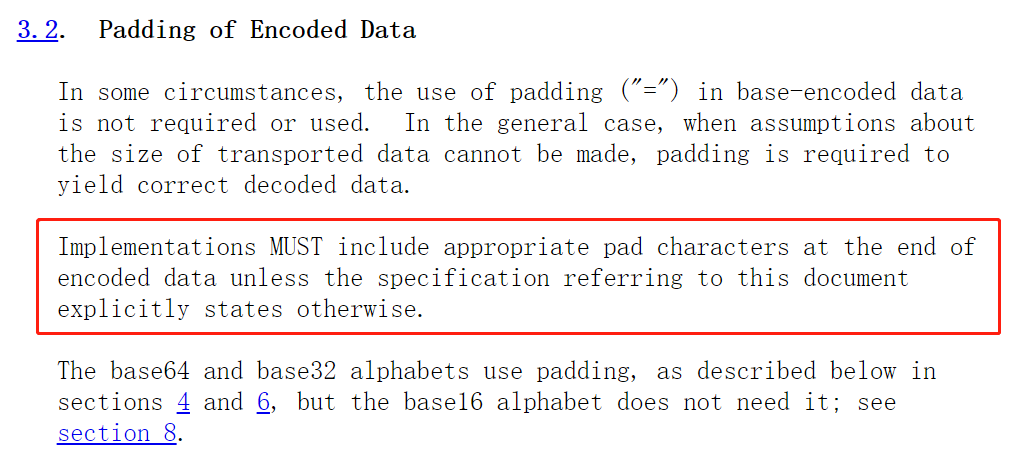 3.2.  Padding of Encoded Data
In some circumstances, the use of padding ("=") in base-encoded data
is not required or used.  In the general case, when assumptions about
the size of transported data cannot be made, padding is required to
yield correct decoded data.
Implementations MUST include appropriate pad characters at the end of
encoded data unless the specification referring to this document
explicitly states otherwise.
The base64 and base32 alphabets use padding, as described below in
sections 4 and 6, but the base16 alphabet does not need it; see
section 8.